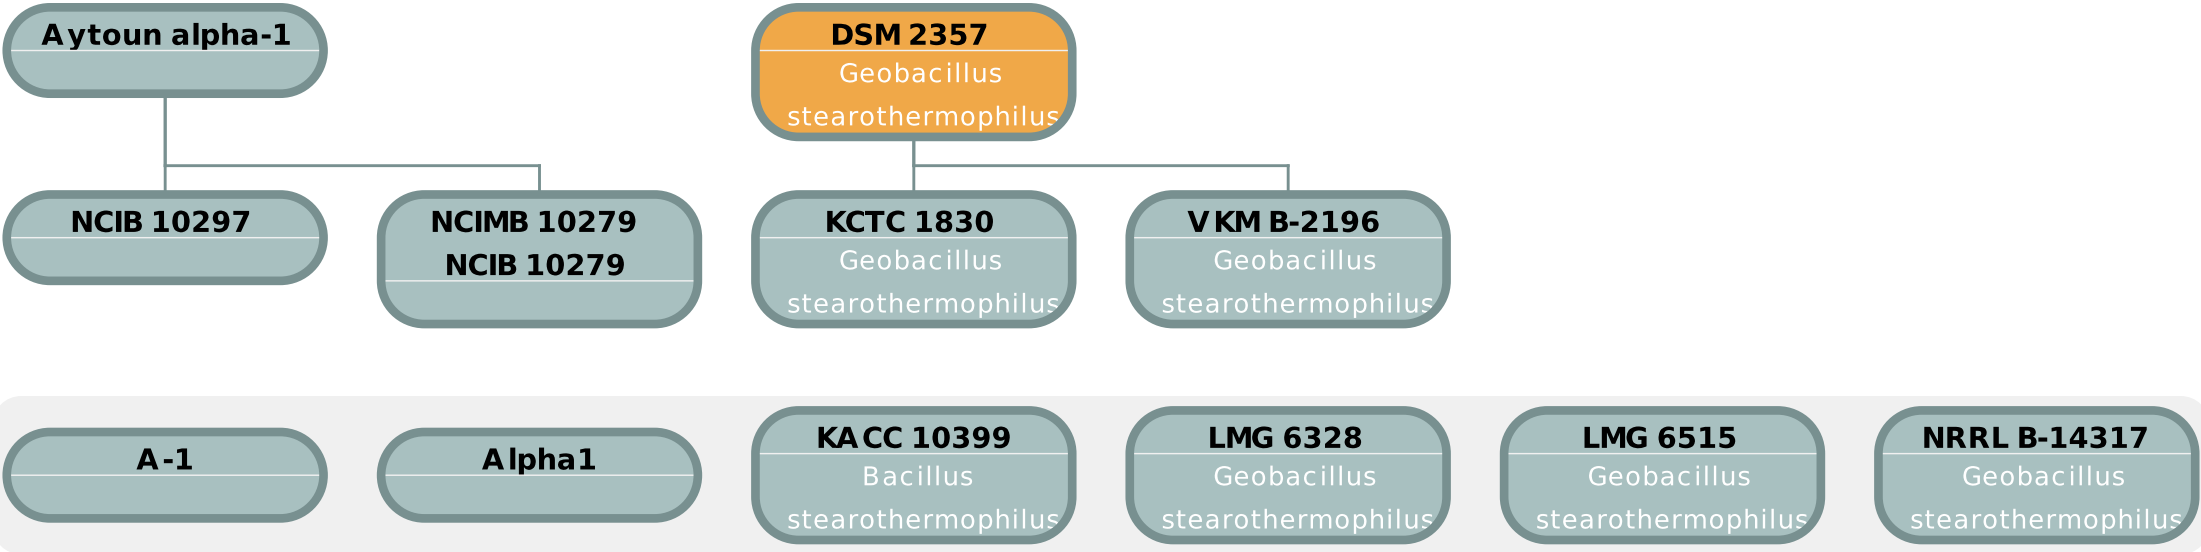 Aytoun alpha-1
DSM 2357
Geobacillus
stearothermophilus
NCIB 10297
NCIMB 10279
NCIB 10279
KCTC 1830
Geobacillus
stearothermophilus
VKM B-2196
Geobacillus
stearothermophilus
A-1
Alpha1
KACC 10399
Bacillus
stearothermophilus
LMG 6328
Geobacillus
stearothermophilus
LMG 6515
Geobacillus
stearothermophilus
NRRL B-14317
Geobacillus
stearothermophilus